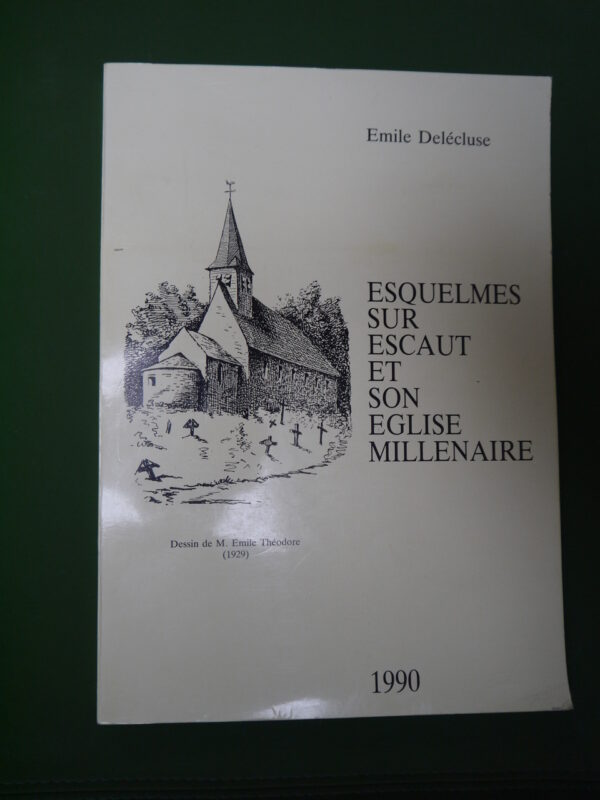 Emile Delécluse
ESQUELMES
SUR
ESCAUT
ET
SON
EGLISE
MILLENAIRE
Dessin de M. Emile Théodore
(1929)
1990